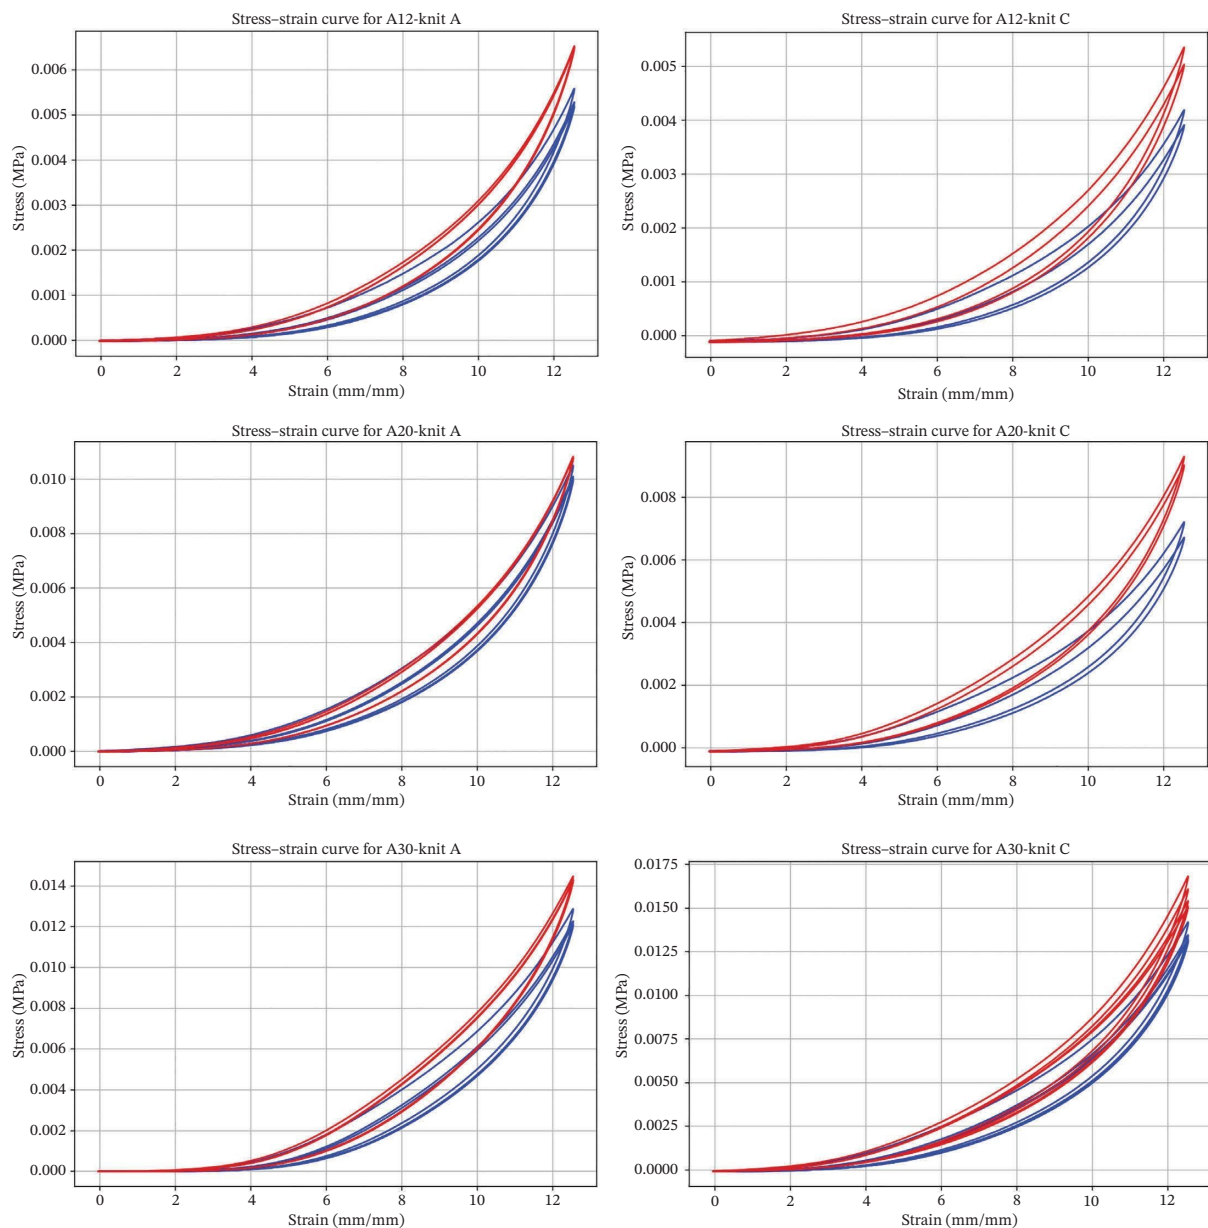 Stress–strain curve for A12-knit A
0.006
0.005
0.004
0.003
0.002
0.001
0.000
Stress (MPa)
0 2 4 6 8 10 12
Strain (mm/mm)
Stress–strain curve for A12-knit C
0.005
0.004
0.003
0.002
0.001
0.000
Stress (MPa)
0 2 4 6 8 10 12
Strain (mm/mm)
Stress–strain curve for A20-knit A
0.010
0.008
0.006
0.004
0.002
0.000
Stress (MPa)
0 2 4 6 8 10 12
Strain (mm/mm)
Stress–strain curve for A20-knit C
0.008
0.006
0.004
0.002
0.000
Stress (MPa)
0 2 4 6 8 10 12
Strain (mm/mm)
Stress–strain curve for A30-knit A
0.014
0.012
0.010
0.008
0.006
0.004
0.002
0.000
Stress (MPa)
0 2 4 6 8 10 12
Strain (mm/mm)
Stress–strain curve for A30-knit C
0.0175
0.0150
0.0125
0.0100
0.0075
0.0050
0.0025
0.0000
Stress (MPa)
0 2 4 6 8 10 12
Strain (mm/mm)